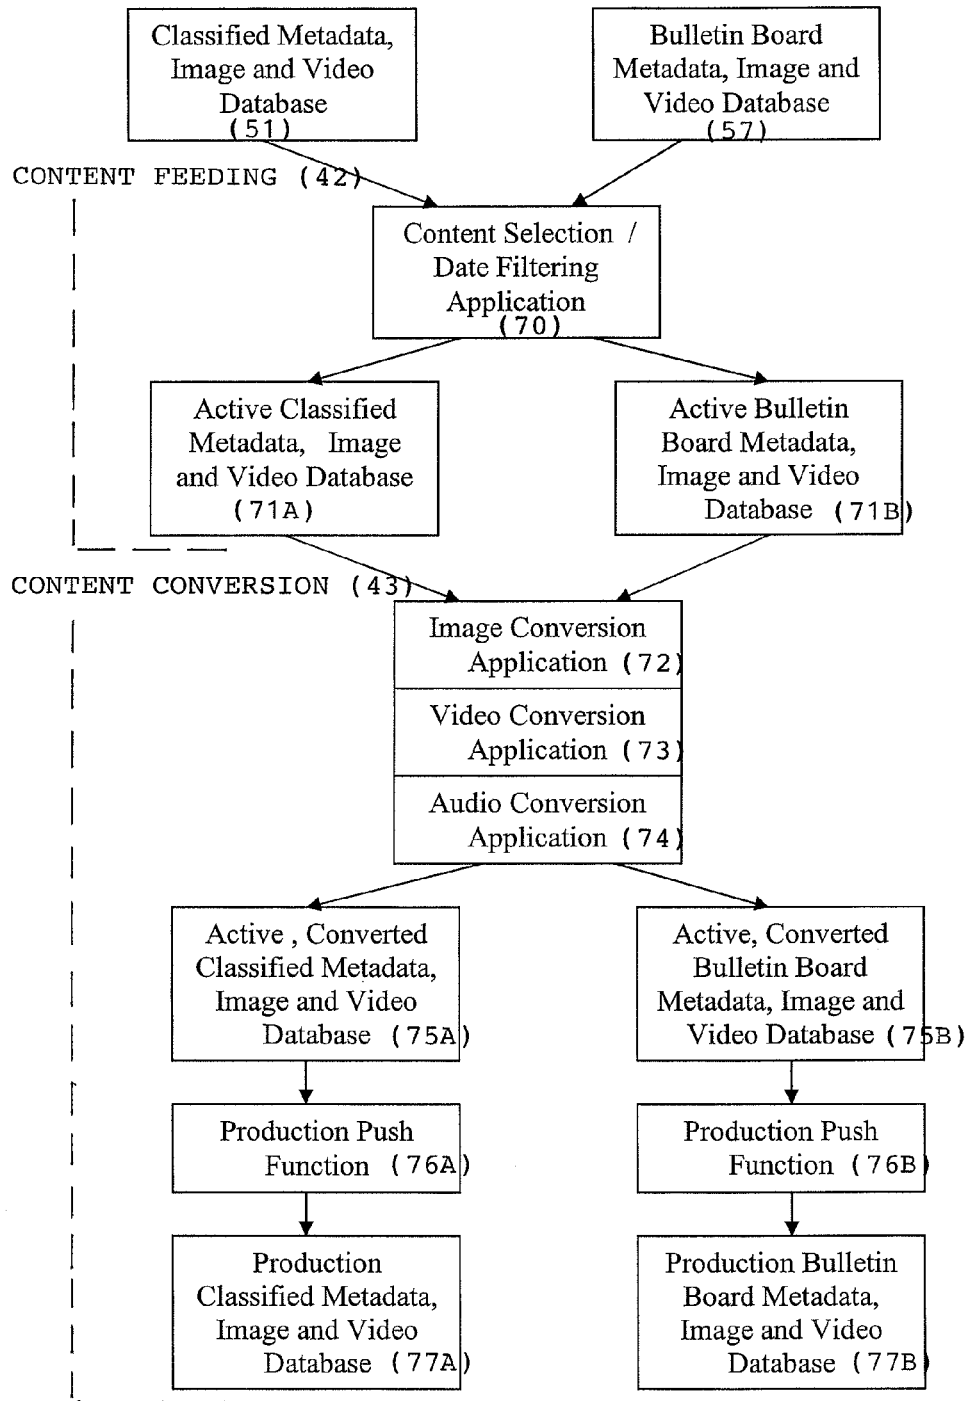 Classified Metadata,
Image and Video
Database
(51)
Bulletin Board
Metadata, Image and
Video Database
(57)
CONTENT FEEDING (42)
Content Selection /
Date Filtering
Application
(70)
Active Classified
Metadata, Image
and Video Database
(71A)
Active Bulletin
Board Metadata,
Image and Video
Database (71B)
CONTENT CONVERSION (43)
Image Conversion
Application (72)
Video Conversion
Application (73)
Audio Conversion
Application (74)
Active , Converted
Classified Metadata,
Image and Video
Database (75A)
Active, Converted
Bulletin Board
Metadata, Image and
Video Database (75B)
Production Push
Function (76A)
Production Push
Function (76B)
Production
Classified Metadata,
Image and Video
Database (77A)
Production Bulletin
Board Metadata,
Image and Video
Database (77B)